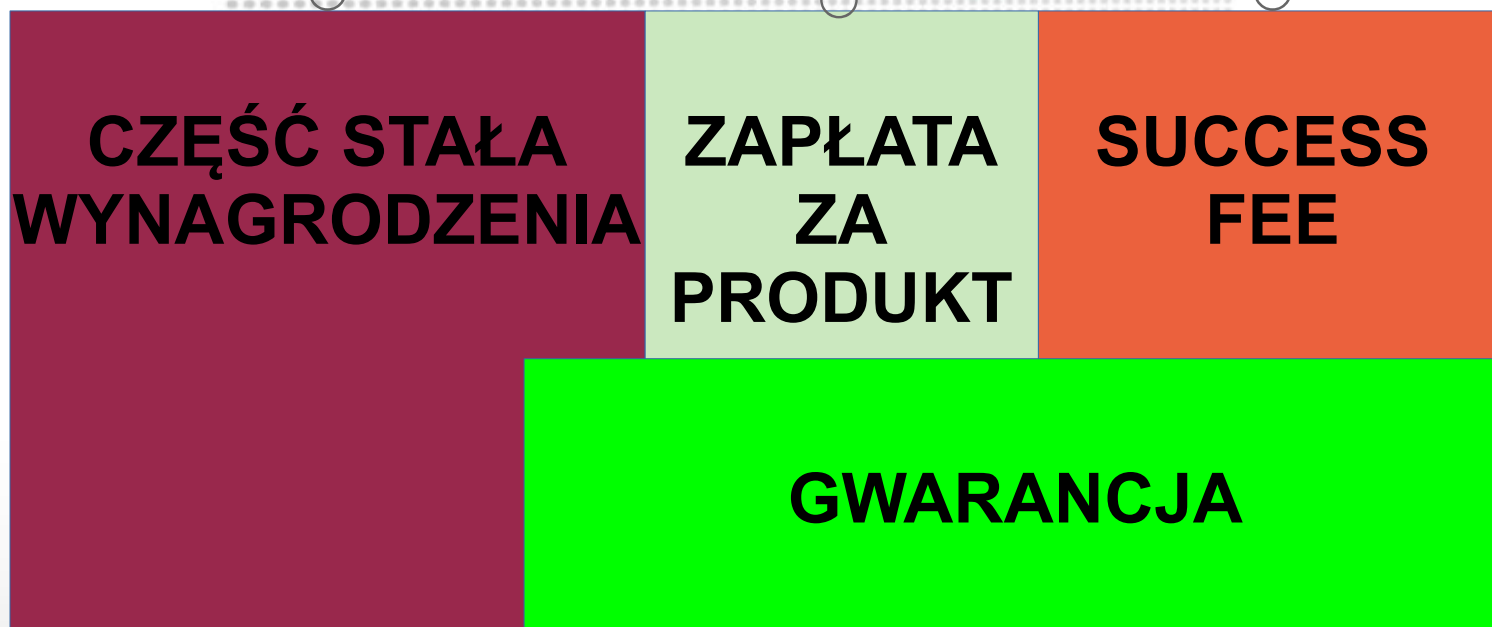 CZĘŚĆ STAŁA
WYNAGRODZENIA
ZAPŁATA
ZA
PRODUKT
SUCCESS
FEE
GWARANCJA